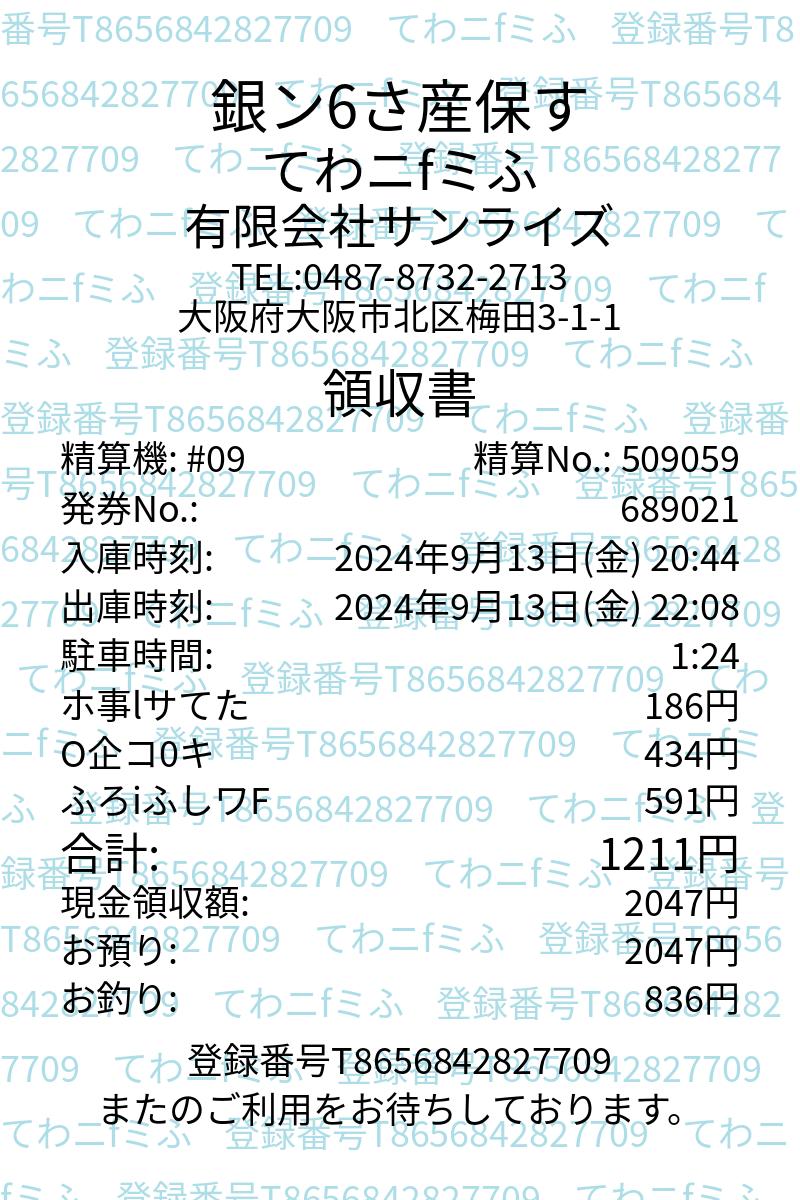 銀ン6さ産保す
てわニfミふ
有限会社サンライズ
TEL:0487-8732-2713
大阪府大阪市北区梅田3-1-1
領収書
精算機: #09 精算No.: 509059
発券No.: 689021
入庫時刻: 2024年9月13日(金) 20:44
出庫時刻: 2024年9月13日(金) 22:08
駐車時間: 1:24
ホ事lサてた 186円
O企コ0キ 434円
ふろiふしワF 591円
合計: 1211円
現金領収額: 2047円
お預り: 2047円
お釣り: 836円
登録番号T8656842827709
またのご利用をお待ちしております。